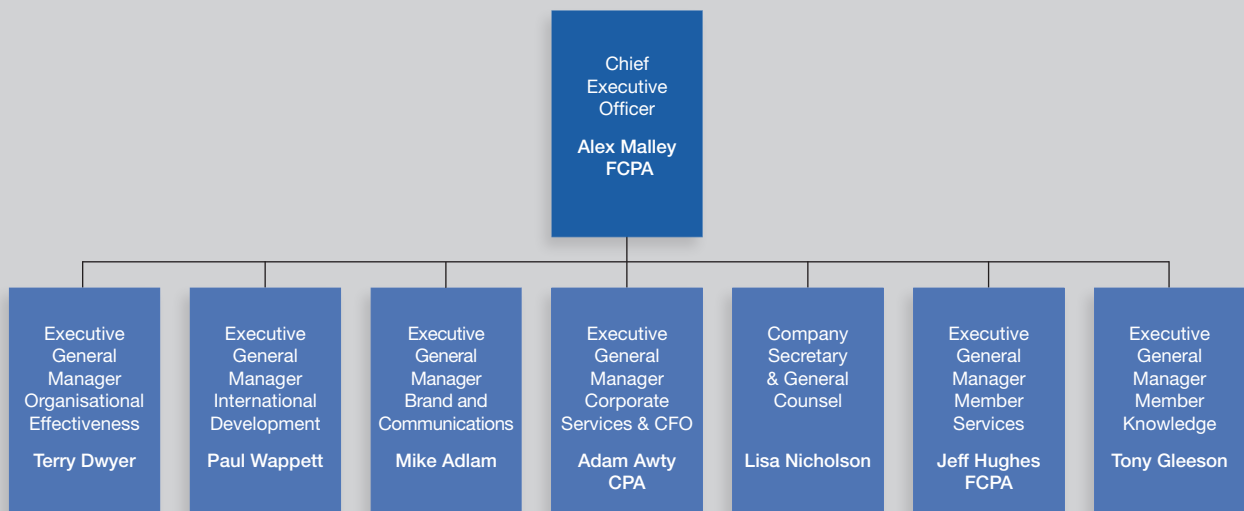 Chief
Executive
Officer
Alex Malley
FCPA
Executive
General
Manager
Organisational
Effectiveness
Terry Dwyer
Executive
General
Manager
International
Development
Paul Wappett
Executive
General
Manager
Brand and
Communications
Mike Adlam
Executive
General
Manager
Corporate
Services & CFO
Adam Awty
CPA
Company
Secretary
& General
Counsel
Lisa Nicholson
Executive
General
Manager
Member
Services
Jeff Hughes
FCPA
Executive
General
Manager
Member
Knowledge
Tony Gleeson